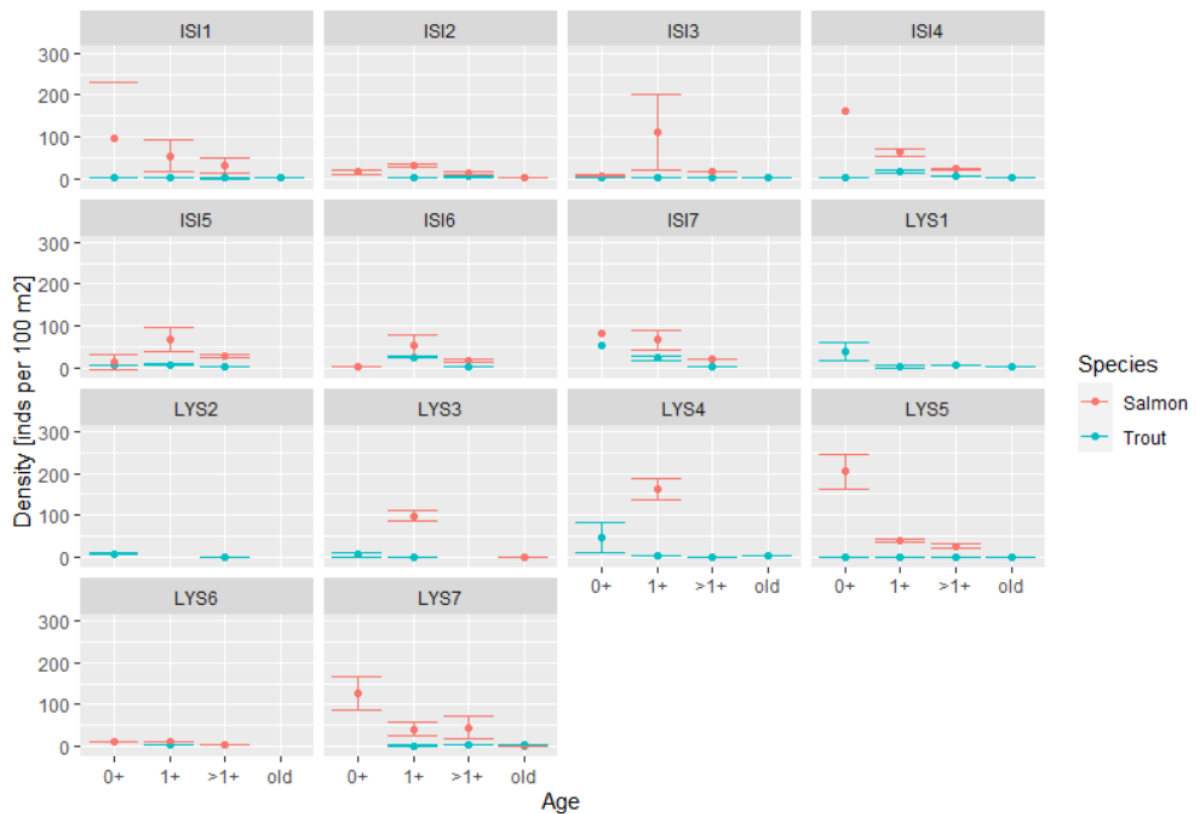 ISI1 ISI2 ISI3 ISI4
300
200
100
0
ISI5 ISI6 ISI7 LYS1
300
200
100
0
LYS2 LYS3 LYS4 LYS5
300
200
100
0
0+ 1+ >1+ old 0+ 1+ >1+ old
LYS6 LYS7
300
200
100
0
0+ 1+ >1+ old 0+ 1+ >1+ old
Age
Density [inds per 100 m2]
Species
Salmon
Trout